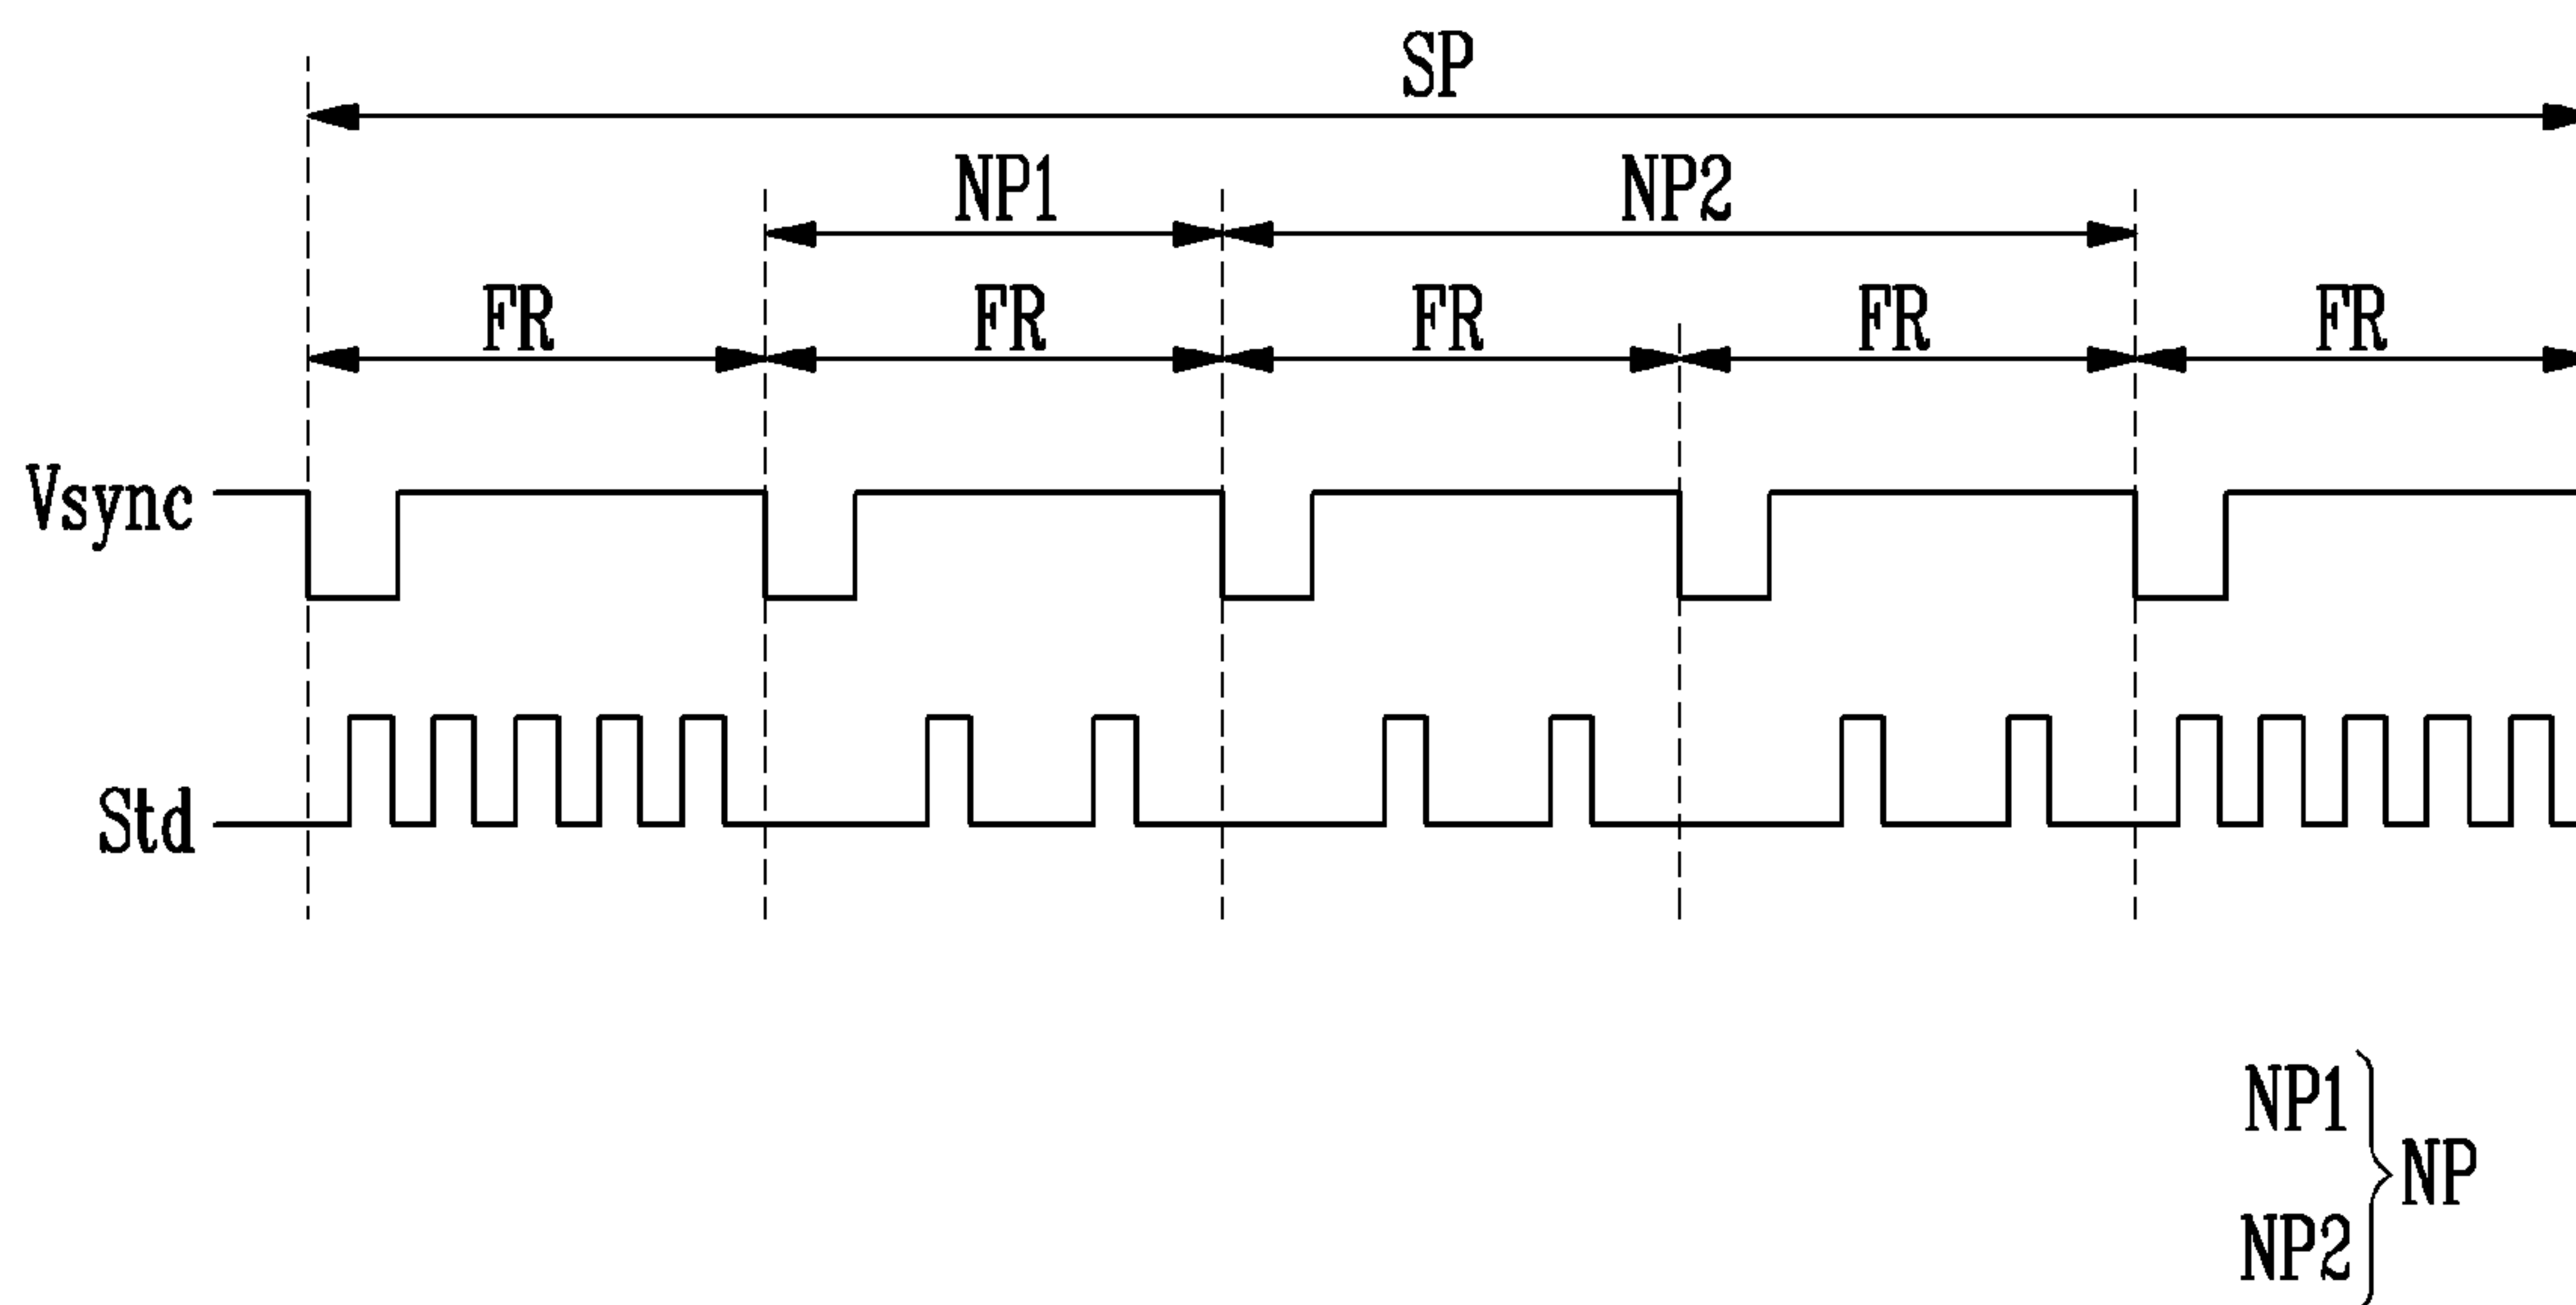 SP
NP1 NP2
FR FR FR FR FR
Vsync
Std
NP1
NP
NP2